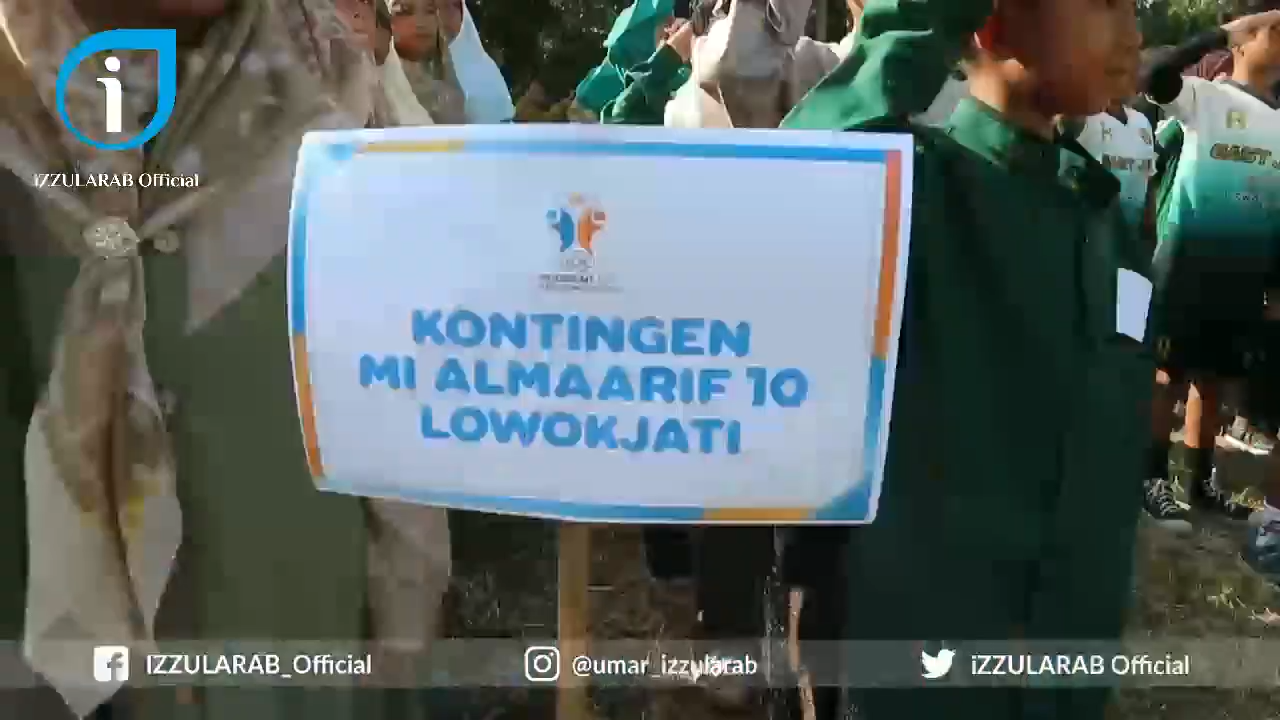 i
iZZULARAB Official
KONTINGEN
MI ALMAARIF 10
LOWOKJATI
IZZULARAB_Official
@umar_izzularab
iZZULARAB Official